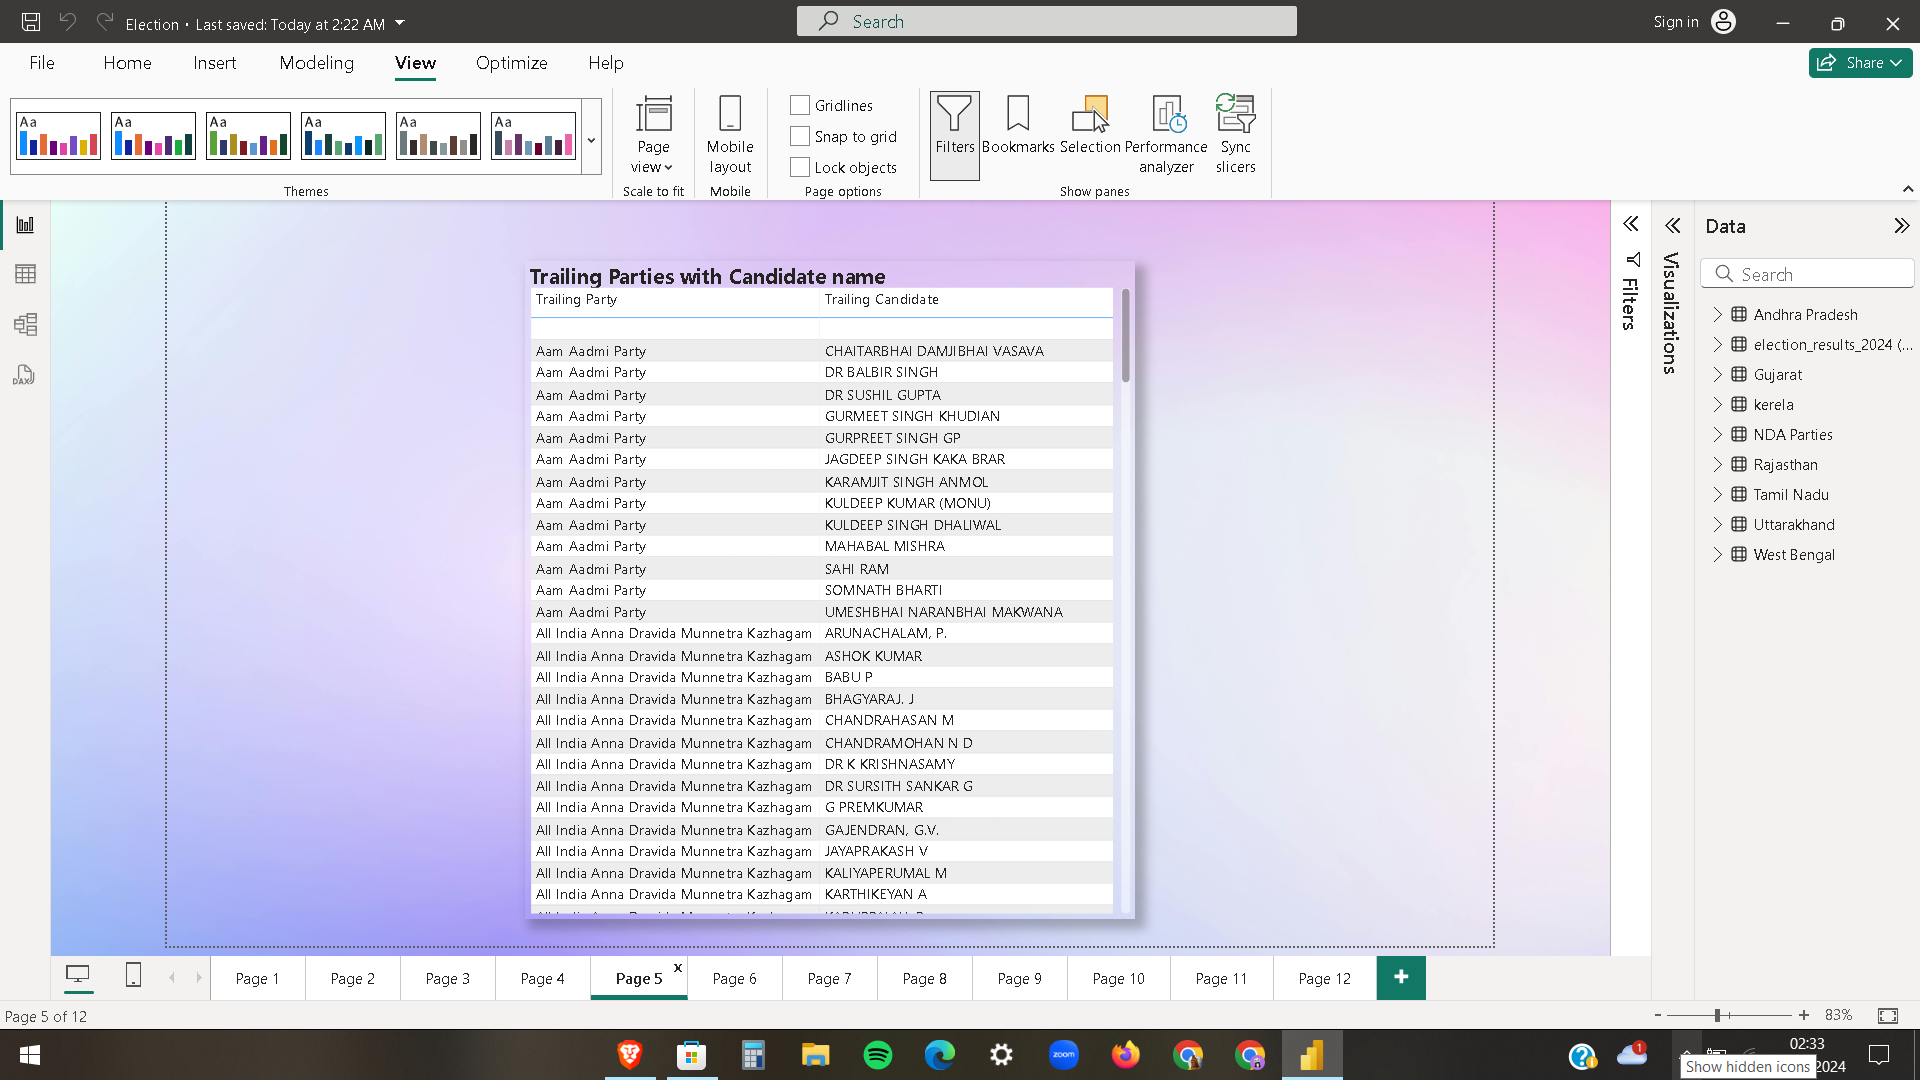 Election • Last saved: Today at 2:22 AM
Search
Sign in
File Home Insert Modeling View Optimize Help
Share
Aa Aa Aa Aa Aa Aa
Themes
Page view
Scale to fit
Mobile layout
Mobile
Gridlines
Snap to grid
Lock objects
Page options
Filters
Bookmarks
Selection
Performance analyzer
Sync slicers
Show panes
Trailing Parties with Candidate name
Trailing Party Trailing Candidate
Aam Aadmi Party CHAITARBHAI DAMJIBHAI VASAVA
Aam Aadmi Party DR BALBIR SINGH
Aam Aadmi Party DR SUSHIL GUPTA
Aam Aadmi Party GURMEET SINGH KHUDIAN
Aam Aadmi Party GURPREET SINGH GP
Aam Aadmi Party JAGDEEP SINGH KAKA BRAR
Aam Aadmi Party KARAMJIT SINGH ANMOL
Aam Aadmi Party KULDEEP KUMAR (MONU)
Aam Aadmi Party KULDEEP SINGH DHALIWAL
Aam Aadmi Party MAHABAL MISHRA
Aam Aadmi Party SAHI RAM
Aam Aadmi Party SOMNATH BHARTI
Aam Aadmi Party UMESHBHAI NARANBHAI MAKWANA
All India Anna Dravida Munnetra Kazhagam ARUNACHALAM, P.
All India Anna Dravida Munnetra Kazhagam ASHOK KUMAR
All India Anna Dravida Munnetra Kazhagam BABU P
All India Anna Dravida Munnetra Kazhagam BHAGYARAJ. J
All India Anna Dravida Munnetra Kazhagam CHANDRAHASAN M
All India Anna Dravida Munnetra Kazhagam CHANDRAMOHAN N D
All India Anna Dravida Munnetra Kazhagam DR K KRISHNASAMY
All India Anna Dravida Munnetra Kazhagam DR SURSITH SANKAR G
All India Anna Dravida Munnetra Kazhagam G PREMKUMAR
All India Anna Dravida Munnetra Kazhagam GAJENDRAN, G.V.
All India Anna Dravida Munnetra Kazhagam JAYAPRAKASH V
All India Anna Dravida Munnetra Kazhagam KALIYAPERUMAL M
All India Anna Dravida Munnetra Kazhagam KARTHIKEYAN A
Filters
Visualizations
Data
Search
Andhra Pradesh
election_results_2024 (...
Gujarat
kerela
NDA Parties
Rajasthan
Tamil Nadu
Uttarakhand
West Bengal
DAX
Page 1 Page 2 Page 3 Page 4 Page 5 x Page 6 Page 7 Page 8 Page 9 Page 10 Page 11 Page 12 +
Page 5 of 12
- + 83%
zoom
1
02:33
2024
Show hidden icons